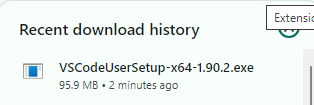 Extensio
Recent download history
VSCodeUserSetup-x64-1.90.2.exe
95.9 MB • 2 minutes ago